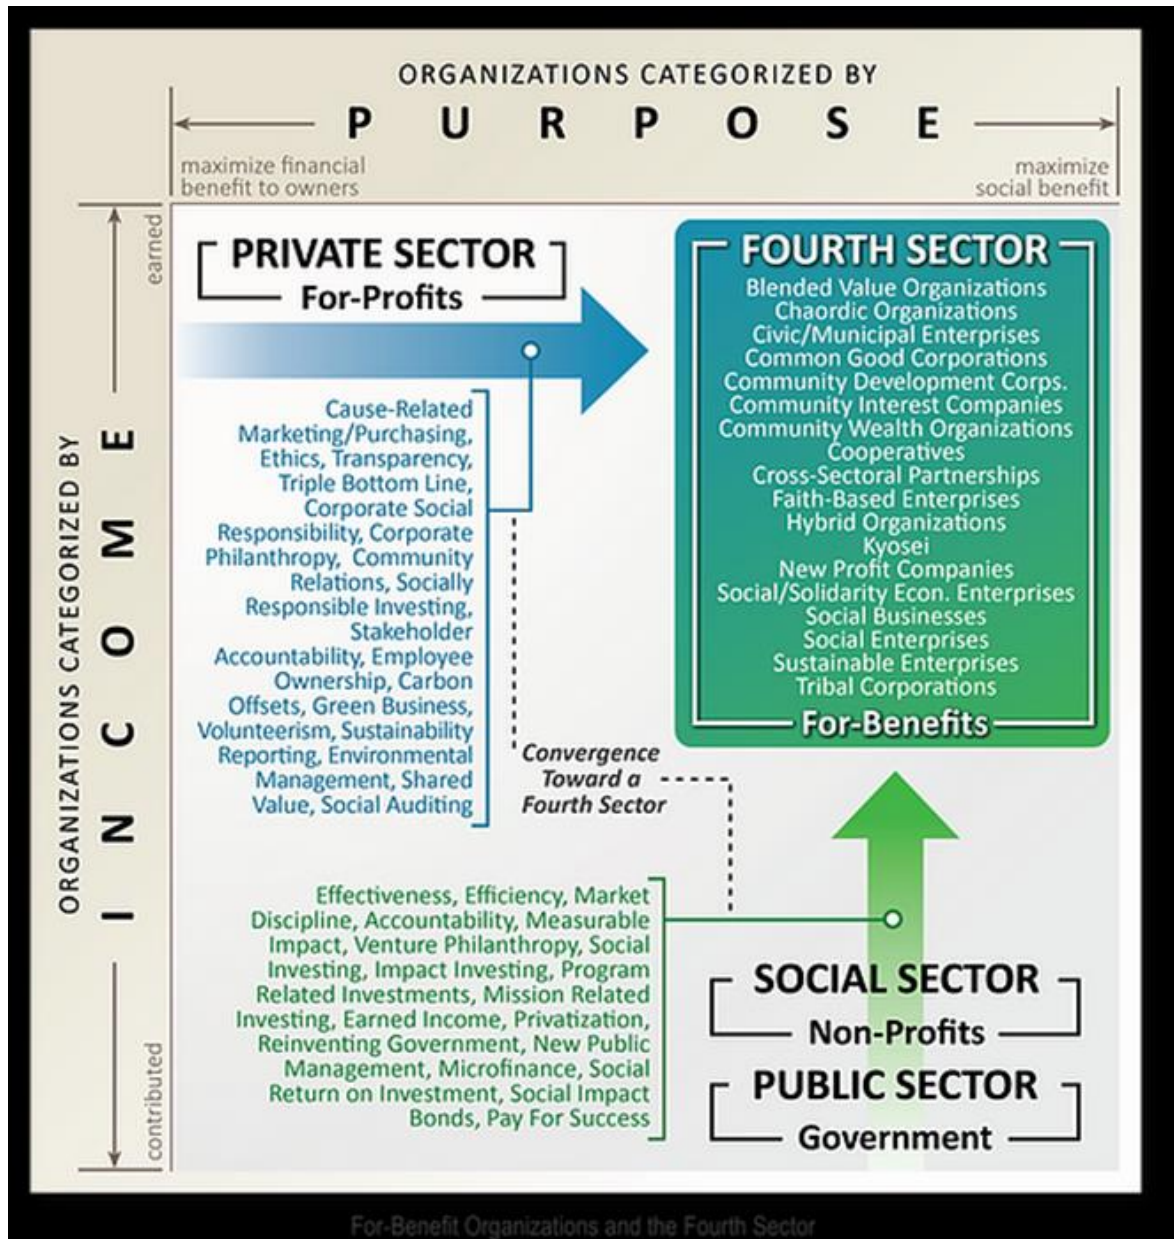 ORGANIZATIONS CATEGORIZED BY
PURPOSE
maximize financial
benefit to owners
maximize
social benefit
ORGANIZATIONS CATEGORIZED BY
INCOME
earned
contributed
PRIVATE SECTOR
For-Profits
Cause-Related
Marketing/Purchasing,
Ethics, Transparency,
Triple Bottom Line,
Corporate Social
Responsibility, Corporate
Philanthropy, Community
Relations, Socially
Responsible Investing,
Stakeholder
Accountability, Employee
Ownership, Carbon
Offsets, Green Business,
Volunteerism, Sustainability
Reporting, Environmental
Management, Shared
Value, Social Auditing
FOURTH SECTOR
Blended Value Organizations
Chaordic Organizations
Civic/Municipal Enterprises
Common Good Corporations
Community Development Corps.
Community Interest Companies
Community Wealth Organizations
Cooperatives
Cross-Sectoral Partnerships
Faith-Based Enterprises
Hybrid Organizations
Kyosei
New Profit Companies
Social/Solidarity Econ. Enterprises
Social Businesses
Social Enterprises
Sustainable Enterprises
Tribal Corporations
For-Benefits
Convergence
Toward a
Fourth Sector
Effectiveness, Efficiency, Market
Discipline, Accountability, Measurable
Impact, Venture Philanthropy, Social
Investing, Impact Investing, Program
Related Investments, Mission Related
Investing, Earned Income, Privatization,
Reinventing Government, New Public
Management, Microfinance, Social
Return on Investment, Social Impact
Bonds, Pay For Success
SOCIAL SECTOR
Non-Profits
PUBLIC SECTOR
Government
For-Benefit Organizations and the Fourth Sector